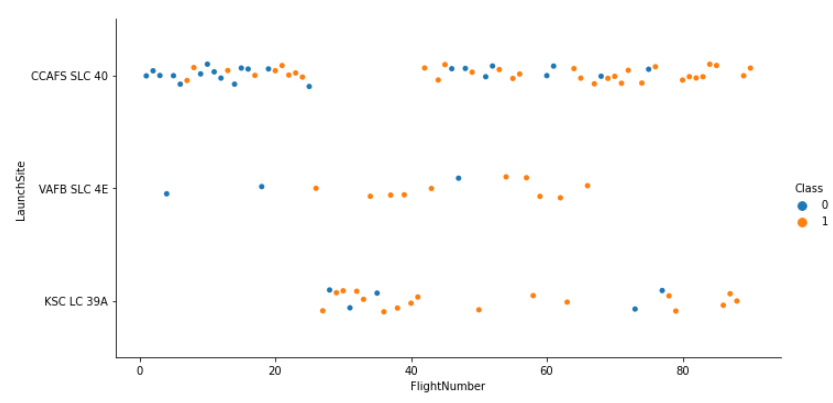 CCAFS SLC 40
VAFB SLC 4E
KSC LC 39A
LaunchSite
0
20
40
60
80
FlightNumber
Class
0
1